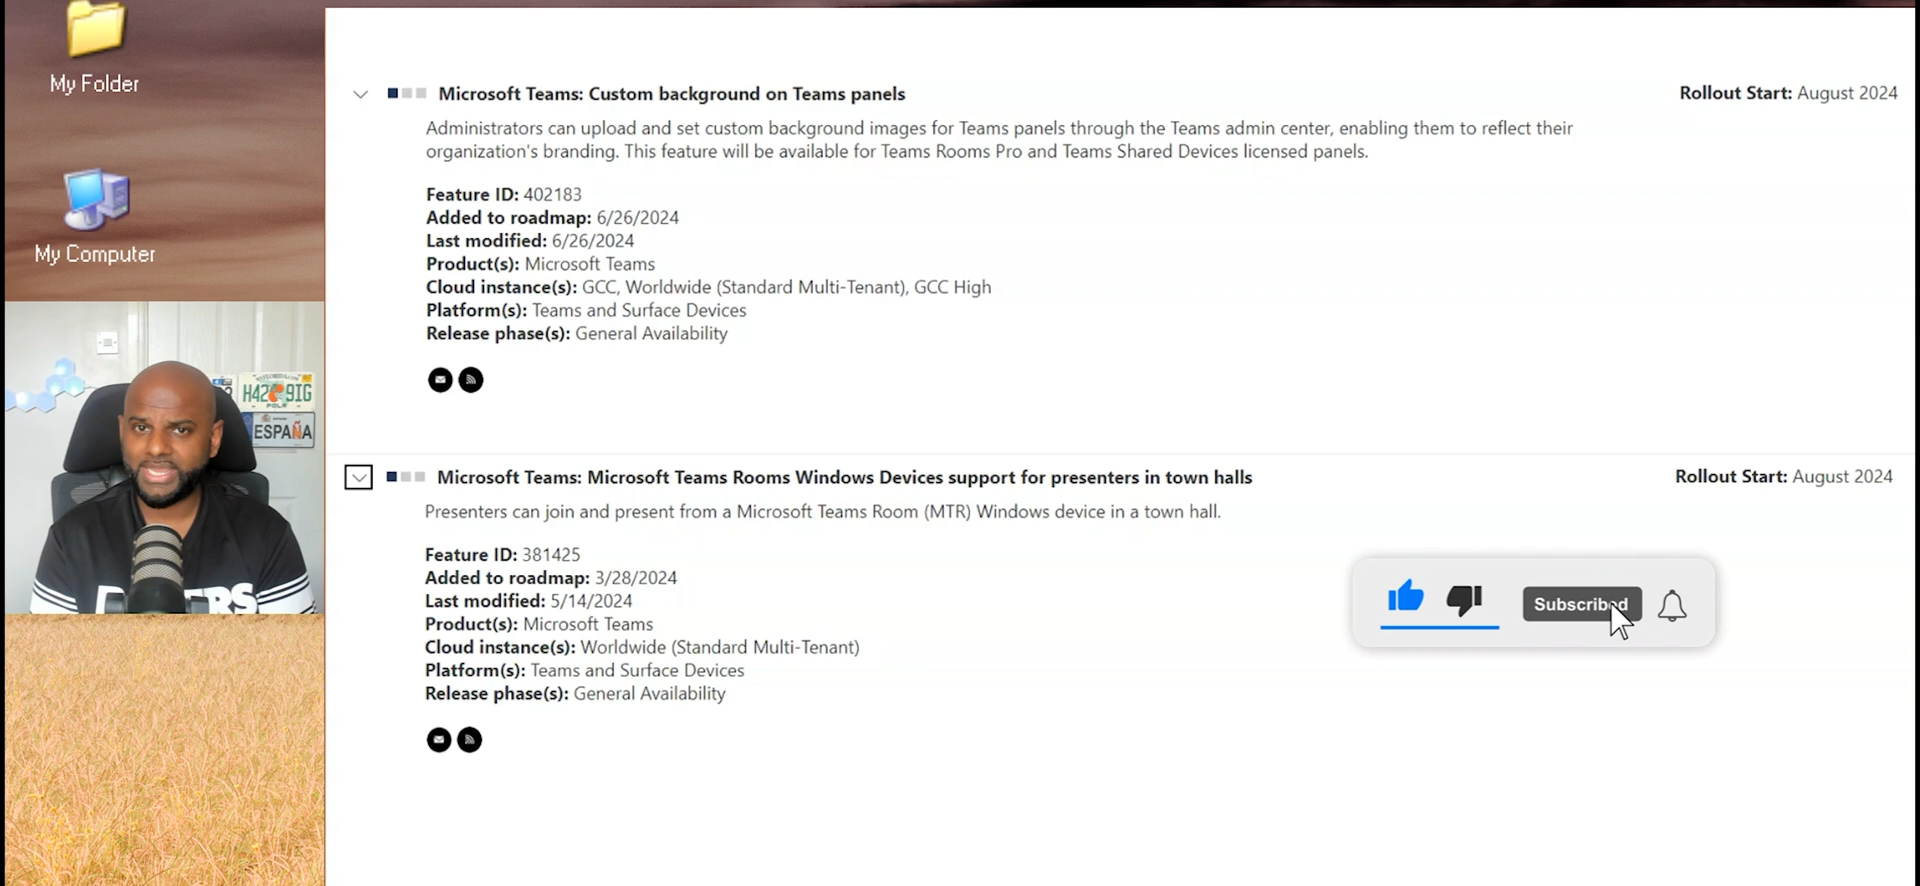 My Folder
My Computer
H42 9IG
ESPAÑA
Microsoft Teams: Custom background on Teams panels
Rollout Start: August 2024
Administrators can upload and set custom background images for Teams panels through the Teams admin center, enabling them to reflect their
organization's branding. This feature will be available for Teams Rooms Pro and Teams Shared Devices licensed panels.
Feature ID: 402183
Added to roadmap: 6/26/2024
Last modified: 6/26/2024
Product(s): Microsoft Teams
Cloud instance(s): GCC, Worldwide (Standard Multi-Tenant), GCC High
Platform(s): Teams and Surface Devices
Release phase(s): General Availability
Microsoft Teams: Microsoft Teams Rooms Windows Devices support for presenters in town halls
Rollout Start: August 2024
Presenters can join and present from a Microsoft Teams Room (MTR) Windows device in a town hall.
Feature ID: 381425
Added to roadmap: 3/28/2024
Last modified: 5/14/2024
Product(s): Microsoft Teams
Cloud instance(s): Worldwide (Standard Multi-Tenant)
Platform(s): Teams and Surface Devices
Release phase(s): General Availability
Subscribed